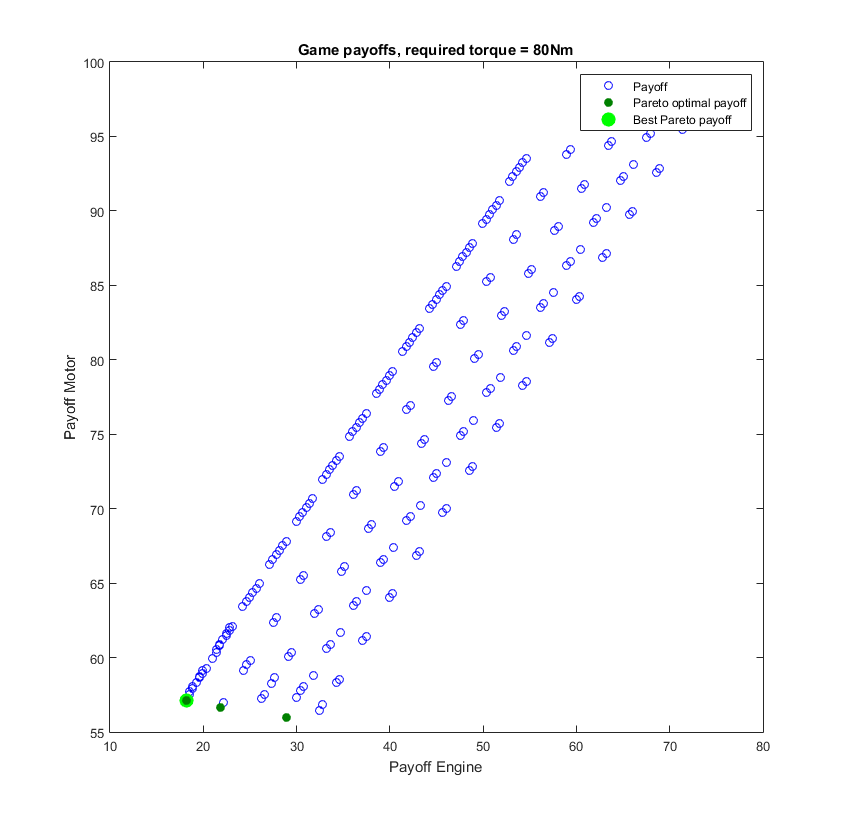 Game payoffs, required torque = 80Nm
Payoff
Pareto optimal payoff
Best Pareto payoff
Payoff Motor
100
95
90
85
80
75
70
65
60
55
10 20 30 40 50 60 70 80
Payoff Engine